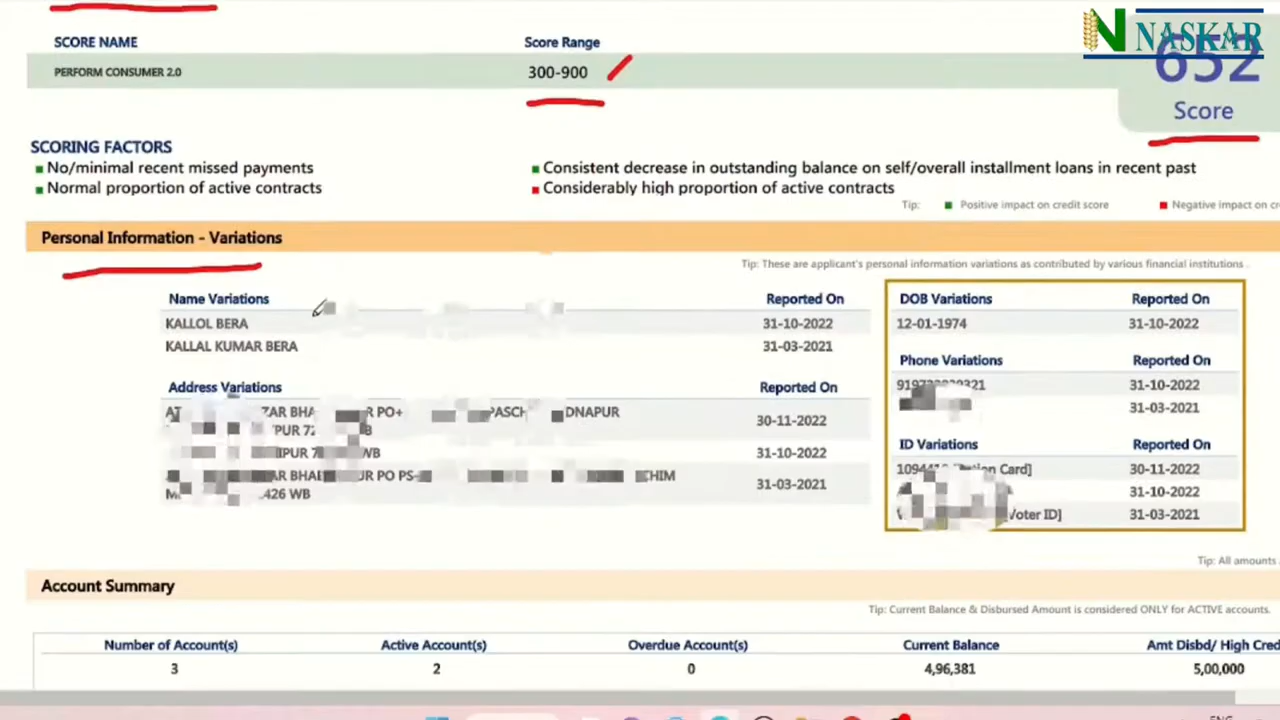 NASKAR
SCORE NAME Score Range
PERFORM CONSUMER 2.0 300-900 652
Score
SCORING FACTORS
No/minimal recent missed payments Consistent decrease in outstanding balance on self/overall installment loans in recent past
Normal proportion of active contracts Considerably high proportion of active contracts
Tip: Positive impact on credit score Negative impact on cr
Personal Information - Variations
Tip: These are applicant's personal information variations as contributed by various financial institutions .
Name Variations Reported On DOB Variations Reported On
KALLOL BERA 31-10-2022 12-01-1974 31-10-2022
KALLAL KUMAR BERA 31-03-2021
Phone Variations Reported On
Address Variations Reported On
31-10-2022
R PO+ DNAPUR 30-11-2022
31-03-2021
ID Variations Reported On
WB 31-10-2022
Card] 30-11-2022
PO PS- 31-03-2021
31-10-2022
426 WB
Voter ID] 31-03-2021
Tip: All amounts
Account Summary
Tip: Current Balance & Disbursed Amount is considered ONLY for ACTIVE accounts.
Number of Account(s) Active Account(s) Overdue Account(s) Current Balance Amt Disbd/ High Cred
3 2 0 4,96,381 5,00,000
ENG